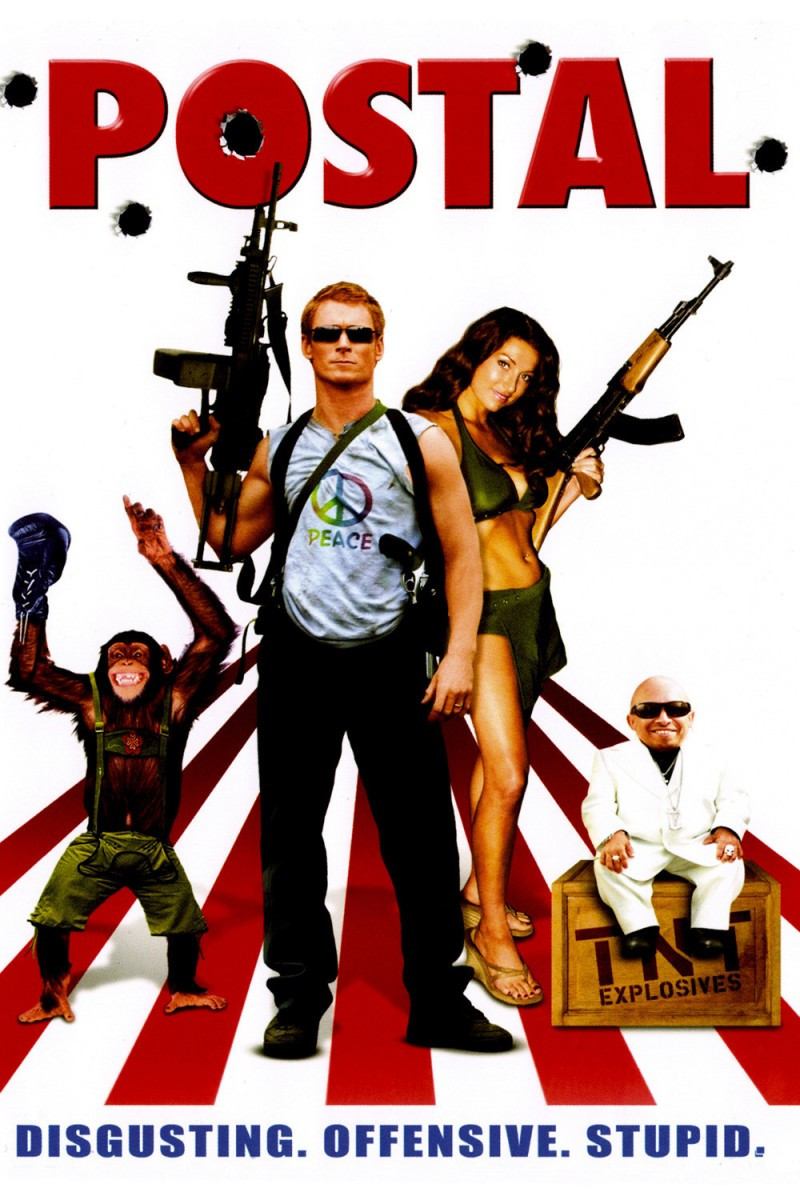 POSTAL
PEACE
TNT
EXPLOSIVES
DISGUSTING. OFFENSIVE. STUPID.